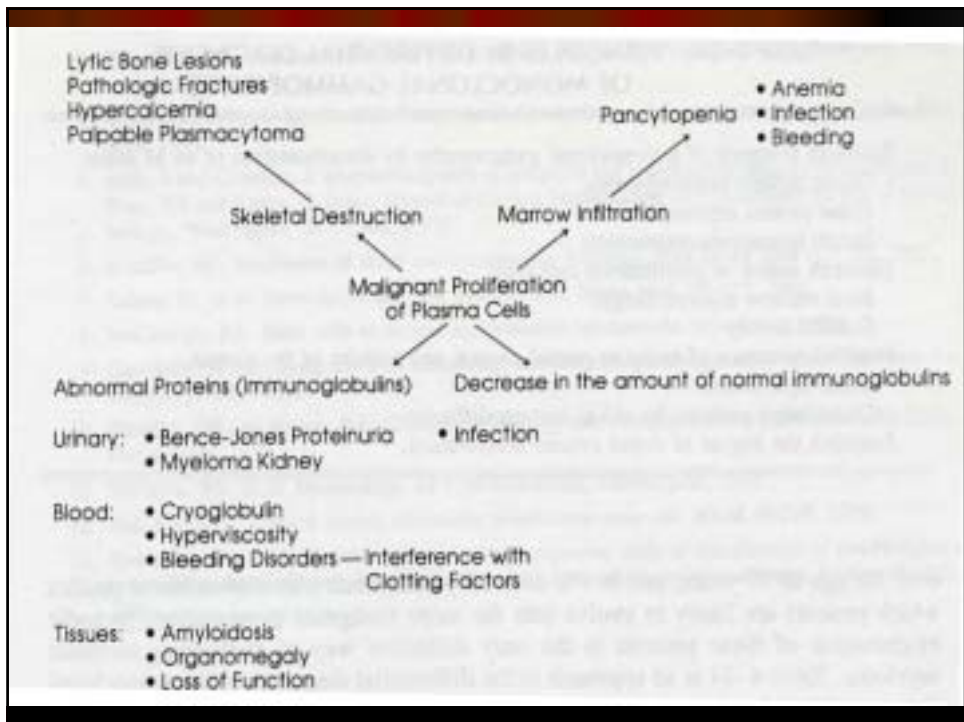 Lytic Bone Lesions
Pathologic Fractures
Hypercalcemia
Palpable Plasmacytoma
Pancytopenia
• Anemia
• Infection
• Bleeding
Skeletal Destruction
Marrow Infiltration
Malignant Proliferation
of Plasma Cells
Abnormal Proteins (Immunoglobulins)
Decrease in the amount of normal immunoglobulins
Urinary: • Bence-Jones Proteinuria
• Myeloma Kidney
• Infection
Blood: • Cryoglobulin
• Hyperviscosity
• Bleeding Disorders — Interference with
Clotting Factors
Tissues: • Amyloidosis
• Organomegaly
• Loss of Function